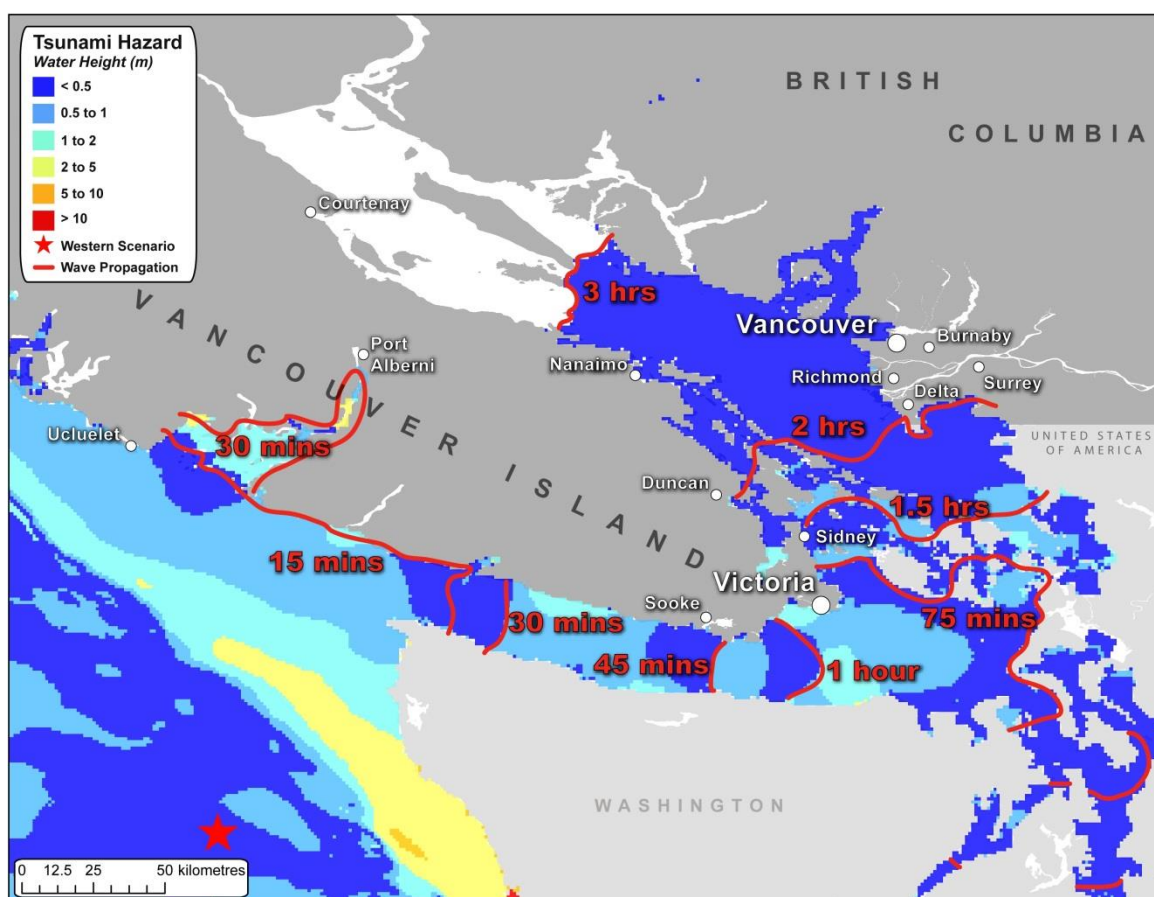 Tsunami Hazard
Water Height (m)
< 0.5
0.5 to 1
1 to 2
2 to 5
5 to 10
> 10
Western Scenario
Wave Propagation
BRITISH
COLUMBIA
Courtenay
3 hrs
VANCOUVER ISLAND
Port
Alberni
Nanaimo
Vancouver
Burnaby
Richmond
Surrey
Delta
Ucluelet
30 mins
2 hrs
UNITED STATES
OF AMERICA
Duncan
1.5 hrs
Sidney
15 mins
Victoria
Sooke
30 mins
75 mins
45 mins
1 hour
WASHINGTON
0 12.5 25 50 kilometres